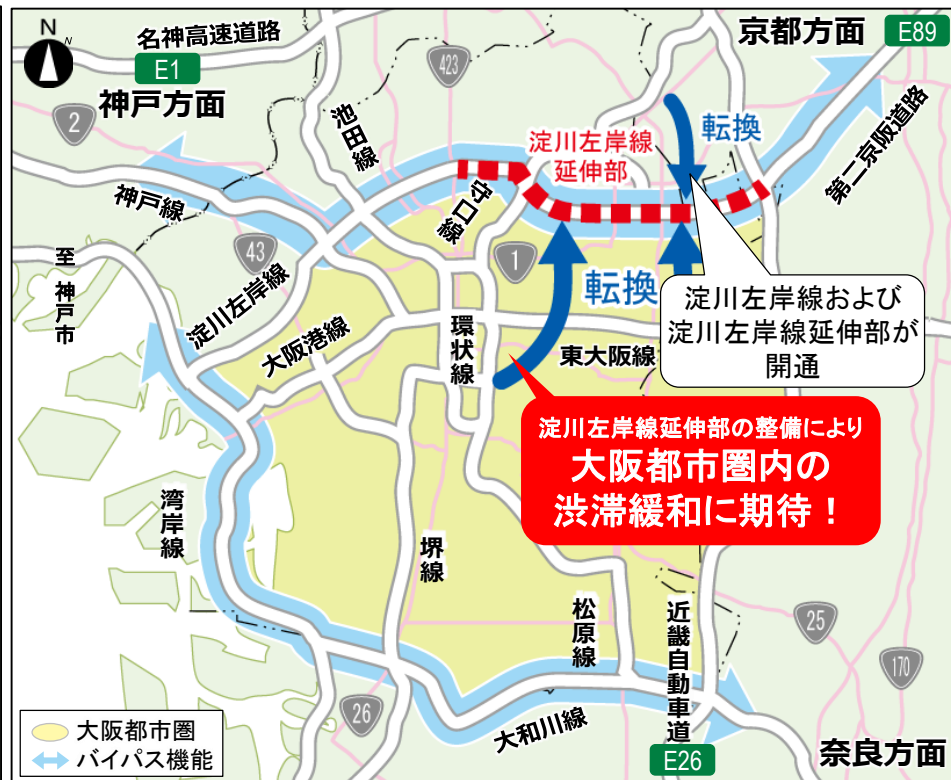 N
N
名神高速道路
E1
神戸方面
京都方面
E89
423
2
池田線
淀川左岸線
延伸部
転換
第二京阪道路
守口線
神戸線
43
1
至 神戸市
淀川左岸線
転換
淀川左岸線および
淀川左岸線延伸部が
開通
大阪港線
環状線
東大阪線
淀川左岸線延伸部の整備により
大阪都市圏内の
渋滞緩和に期待！
湾岸線
堺線
松原線
近畿自動車道
25
170
26
大和川線
E26
奈良方面
大阪都市圏
バイパス機能